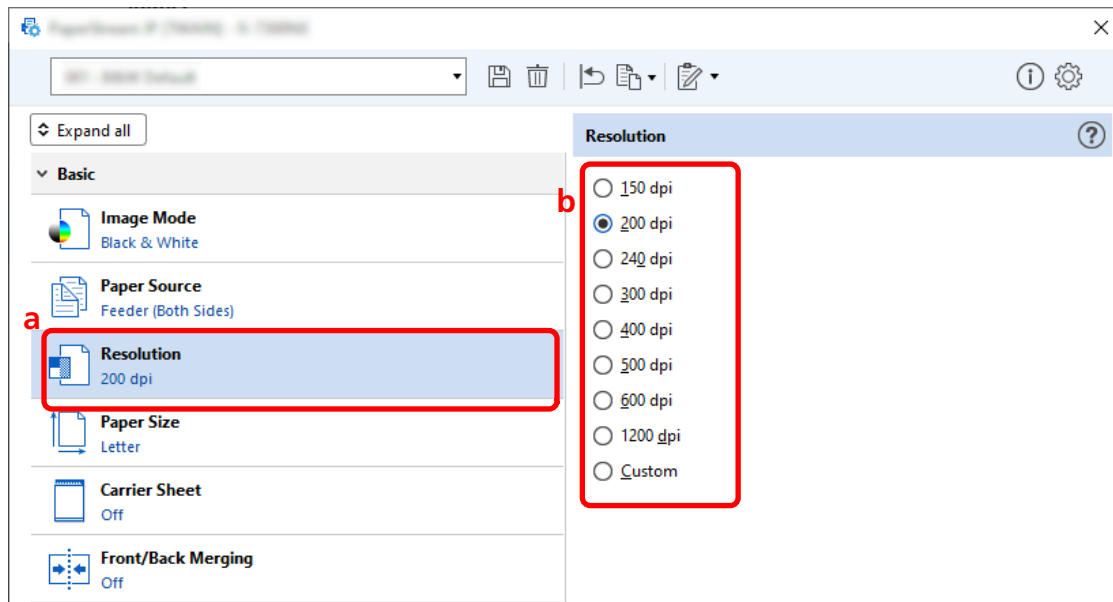 Expand all
Resolution
Basic
Image Mode
Black & White
Paper Source
Feeder (Both Sides)
a
Resolution
200 dpi
Paper Size
Letter
Carrier Sheet
Off
Front/Back Merging
Off
b
150 dpi
200 dpi
240 dpi
300 dpi
400 dpi
500 dpi
600 dpi
1200 dpi
Custom